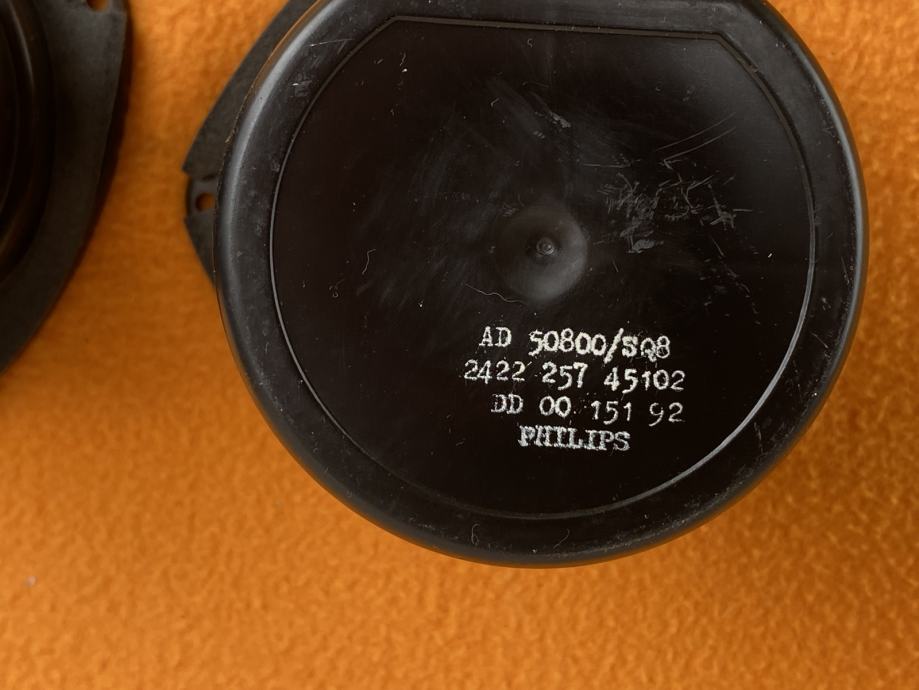 AD 50800/SQ8
2422 257 45102
DD 00 151 92
PHILIPS